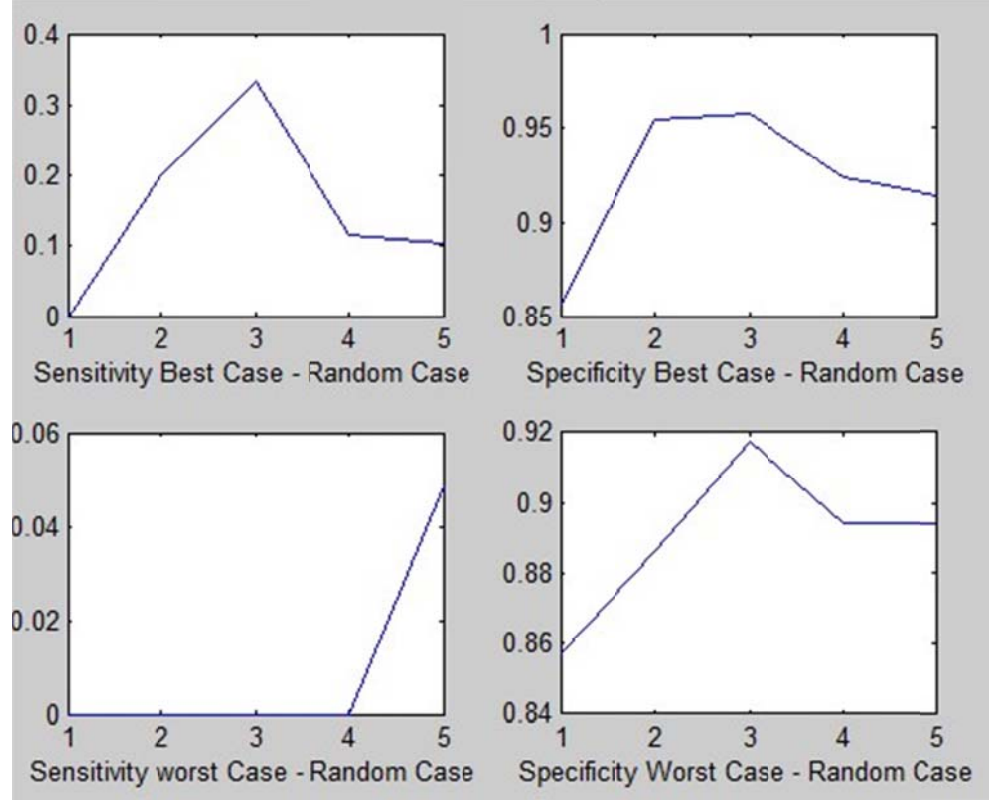 0.4
0.3
0.2
0.1
0
1 2 3 4 5
Sensitivity Best Case - Random Case
1
0.95
0.9
0.85
1 2 3 4 5
Specificity Best Case - Random Case
0.06
0.04
0.02
0
1 2 3 4 5
Sensitivity worst Case - Random Case
0.92
0.9
0.88
0.86
0.84
1 2 3 4 5
Specificity Worst Case - Random Case